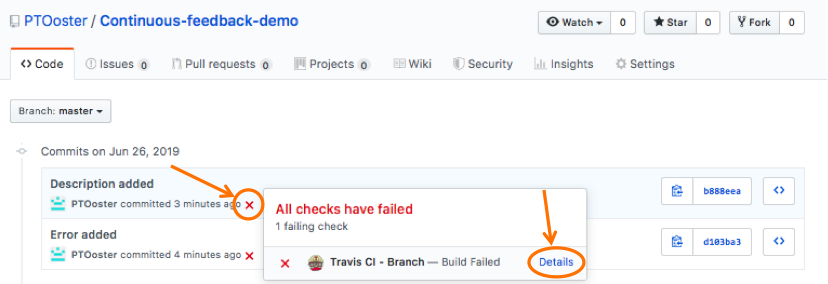 PTOoster / Continuous-feedback-demo
Watch 0 Star 0 Fork 0
Code Issues 0 Pull requests 0 Projects 0 Wiki Security Insights Settings
Branch: master
Commits on Jun 26, 2019
Description added
PTOoster committed 3 minutes ago
b888eea
All checks have failed
1 failing check
Error added
PTOoster committed 4 minutes ago
d103ba3
Travis CI - Branch — Build Failed Details